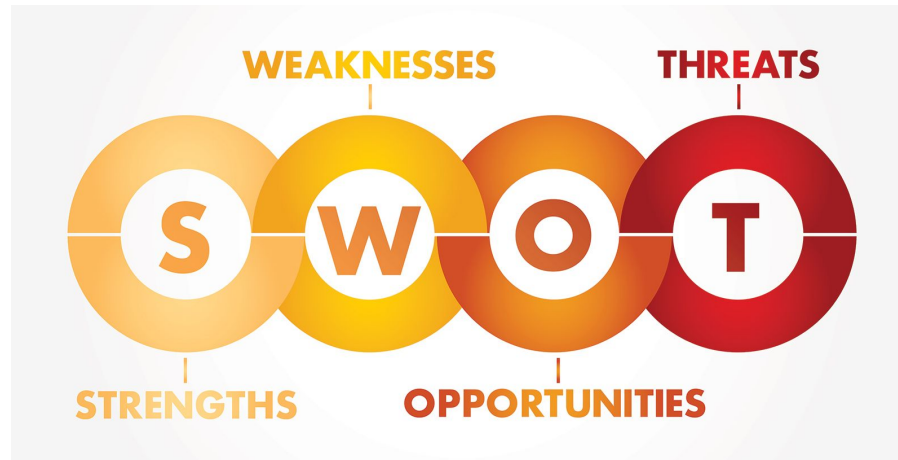 WEAKNESSES
THREATS
S
W
O
T
STRENGTHS
OPPORTUNITIES